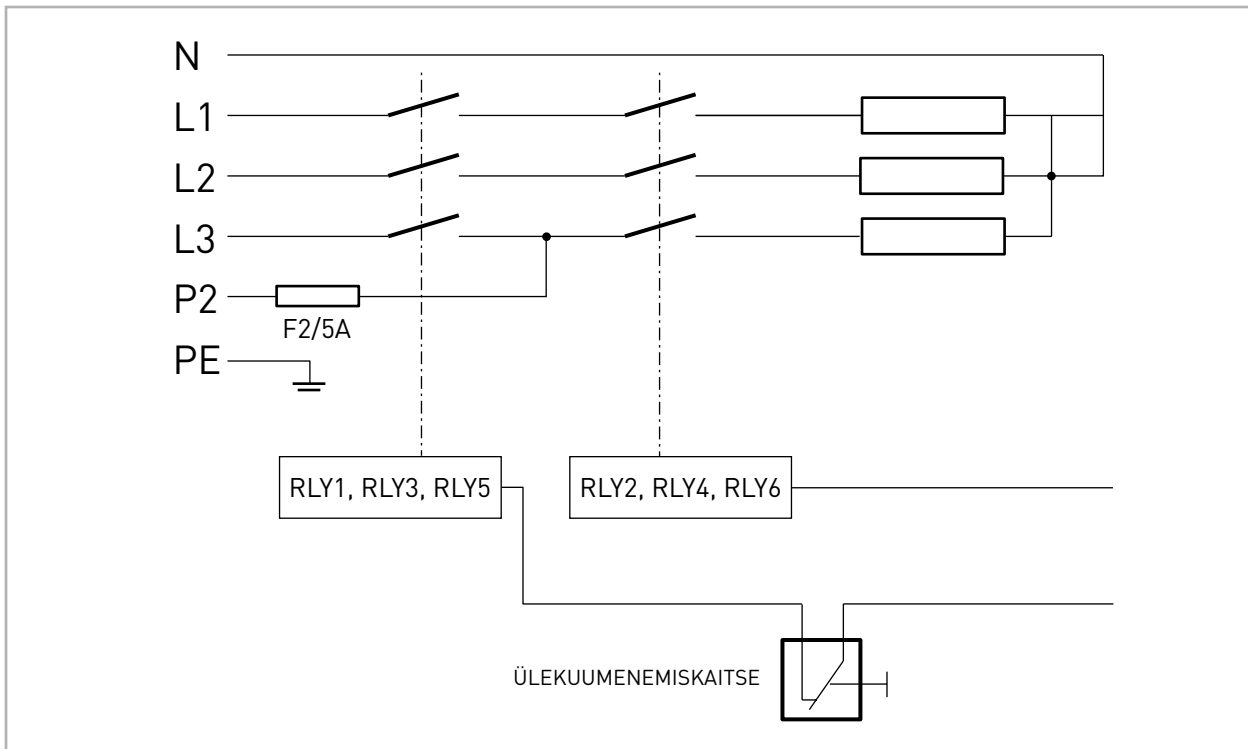 N
L1
L2
L3
P2
F2/5A
PE
RLY1, RLY3, RLY5
RLY2, RLY4, RLY6
ÜLEKUUMENEMISKAITSE